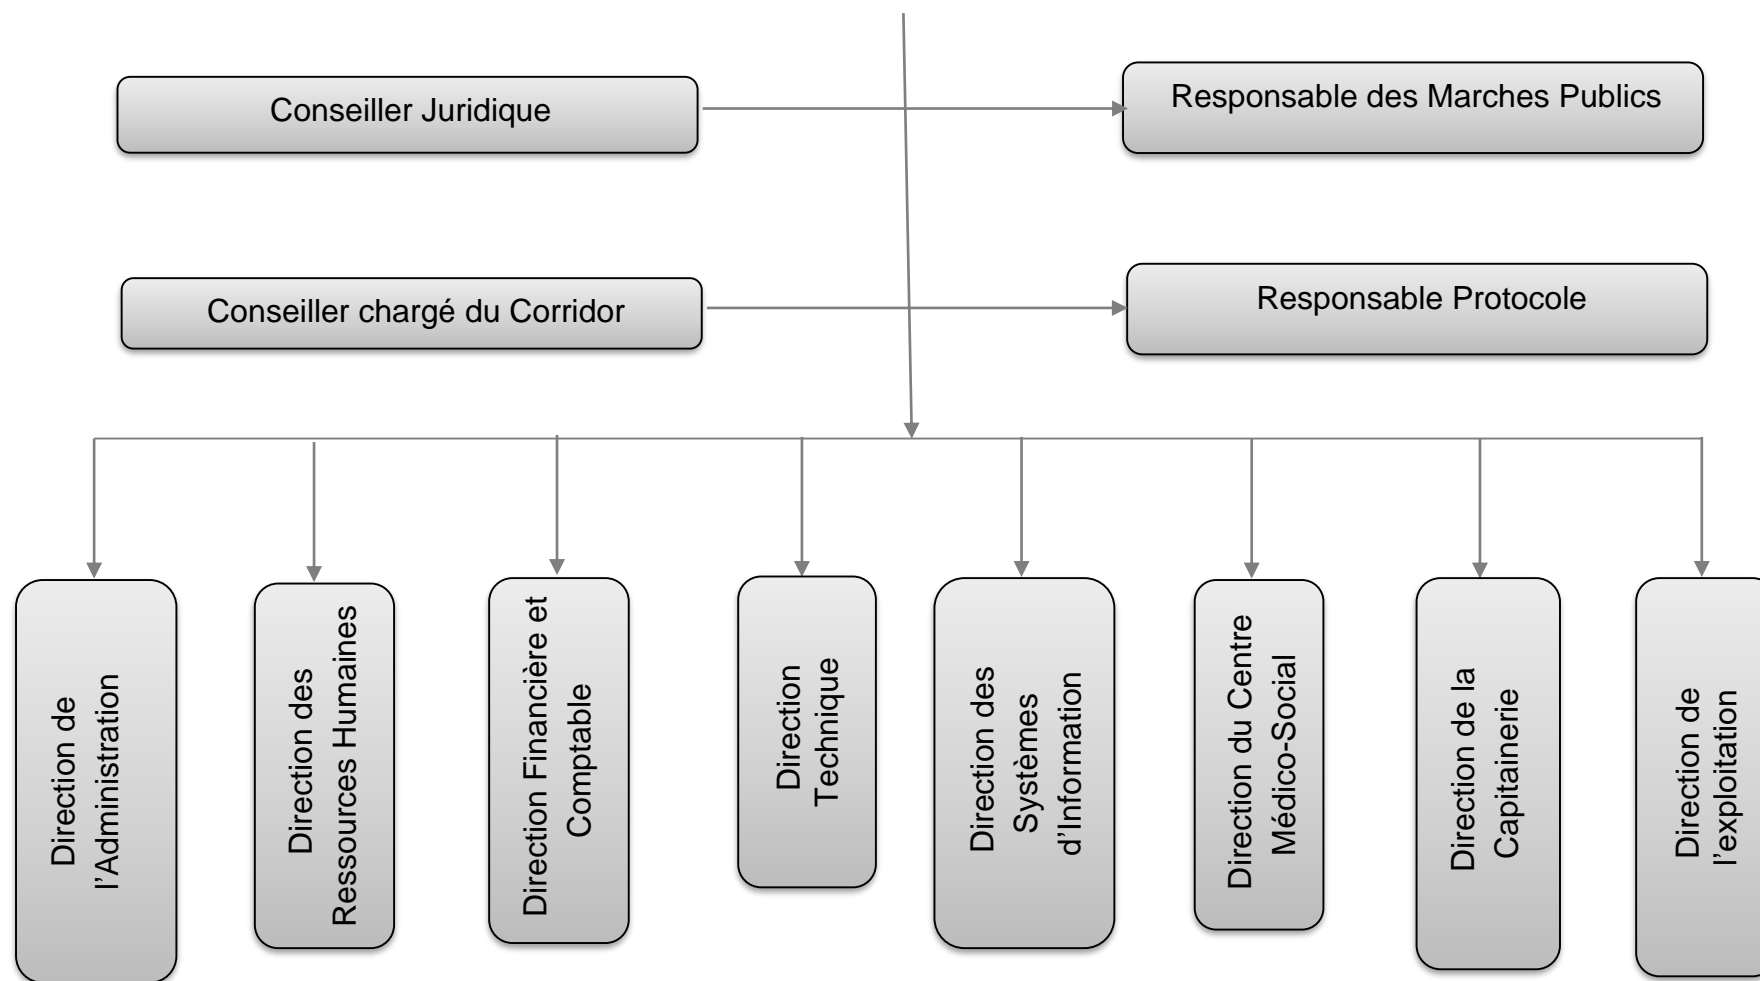 Conseiller Juridique
Responsable des Marches Publics
Conseiller chargé du Corridor
Responsable Protocole
Direction de
l'Administration
Direction des
Ressources Humaines
Direction Financière et
Comptable
Direction
Technique
Direction des
Systèmes
d'Information
Direction du Centre
Médico-Social
Direction de la
Capitainerie
Direction de
l'exploitation